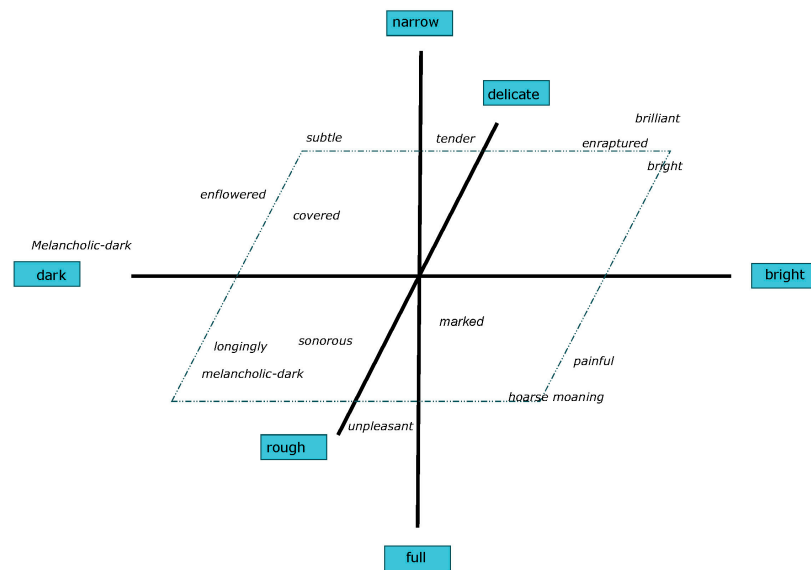 narrow
delicate
brilliant
subtle
tender
enraptured
bright
enflowered
covered
Melancholic-dark
dark
bright
marked
sonorous
longingly
painful
melancholic-dark
hoarse moaning
unpleasant
rough
full